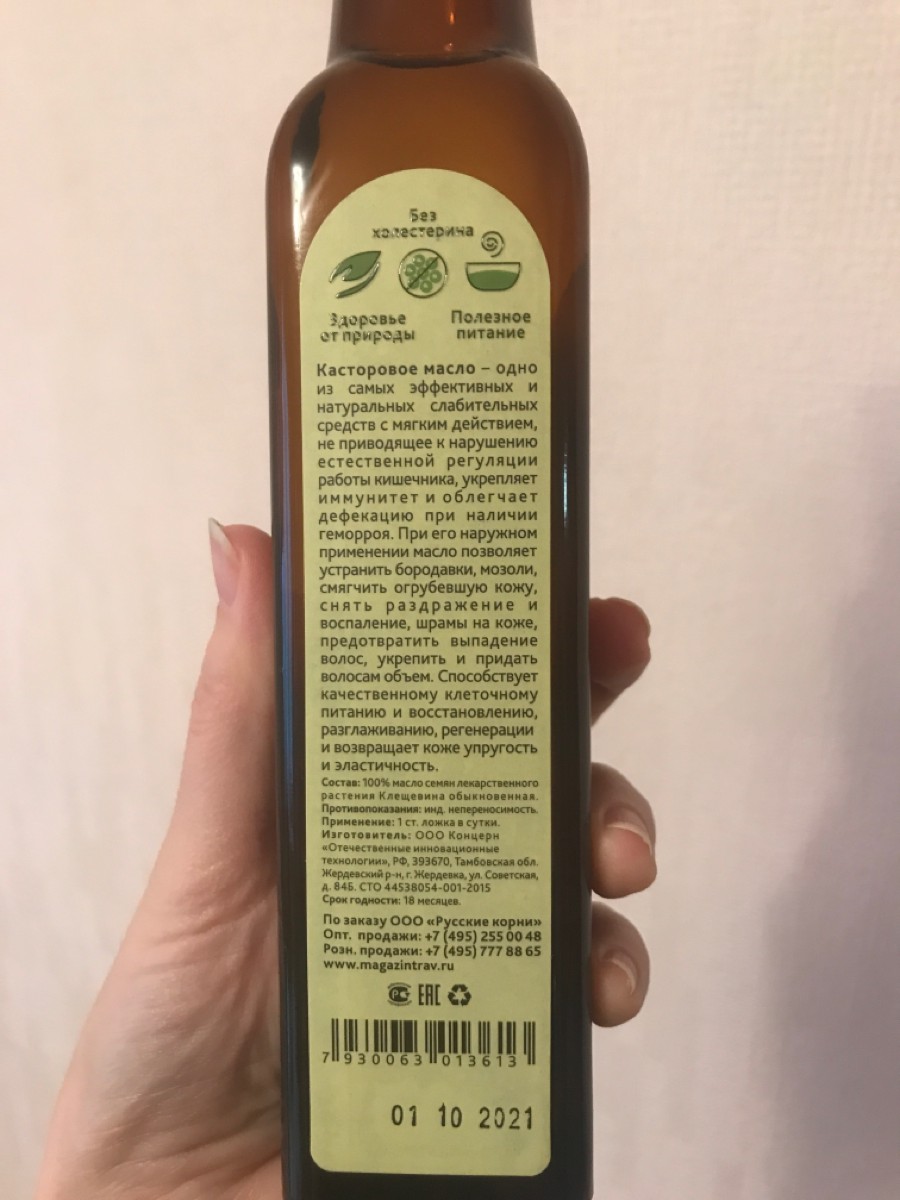 Без
холестерина
Здоровье
от природы
Полезное
питание
Касторовое масло – одно
из самых эффективных и
натуральных слабительных
средств с мягким действием,
не приводящее к нарушению
естественной регуляции
работы кишечника, укрепляет
иммунитет и облегчает
дефекацию при наличии
геморроя. При его наружном
применении масло позволяет
устранить бородавки, мозоли,
смягчить огрубевшую кожу,
снять раздражение и
воспаление, шрамы на коже,
предотвратить выпадение
волос, укрепить и придать
волосам объем. Способствует
качественному клеточному
питанию и восстановлению,
разглаживанию, регенерации
и возвращает коже упругость
и эластичность.
Состав: 100% масло семян лекарственного
растения Клещевина обыкновенная.
Противопоказания: инд. непереносимость.
Применение: 1 ст. ложка в сутки.
Изготовитель: ООО Концерн
«Отечественные инновационные
технологии», РФ, 393670, Тамбовская обл.
Жердевский р-н, г. Жердевка, ул. Советская,
д. 84Б. СТО 44538054-001-2015
Срок годности: 18 месяцев.
По заказу ООО «Русские корни»
Опт. продажи: +7 (495) 255 00 48
Розн. продажи: +7 (495) 777 88 65
www.magazintrav.ru
РСТ ЕАС
7 930063 013613
01 10 2021